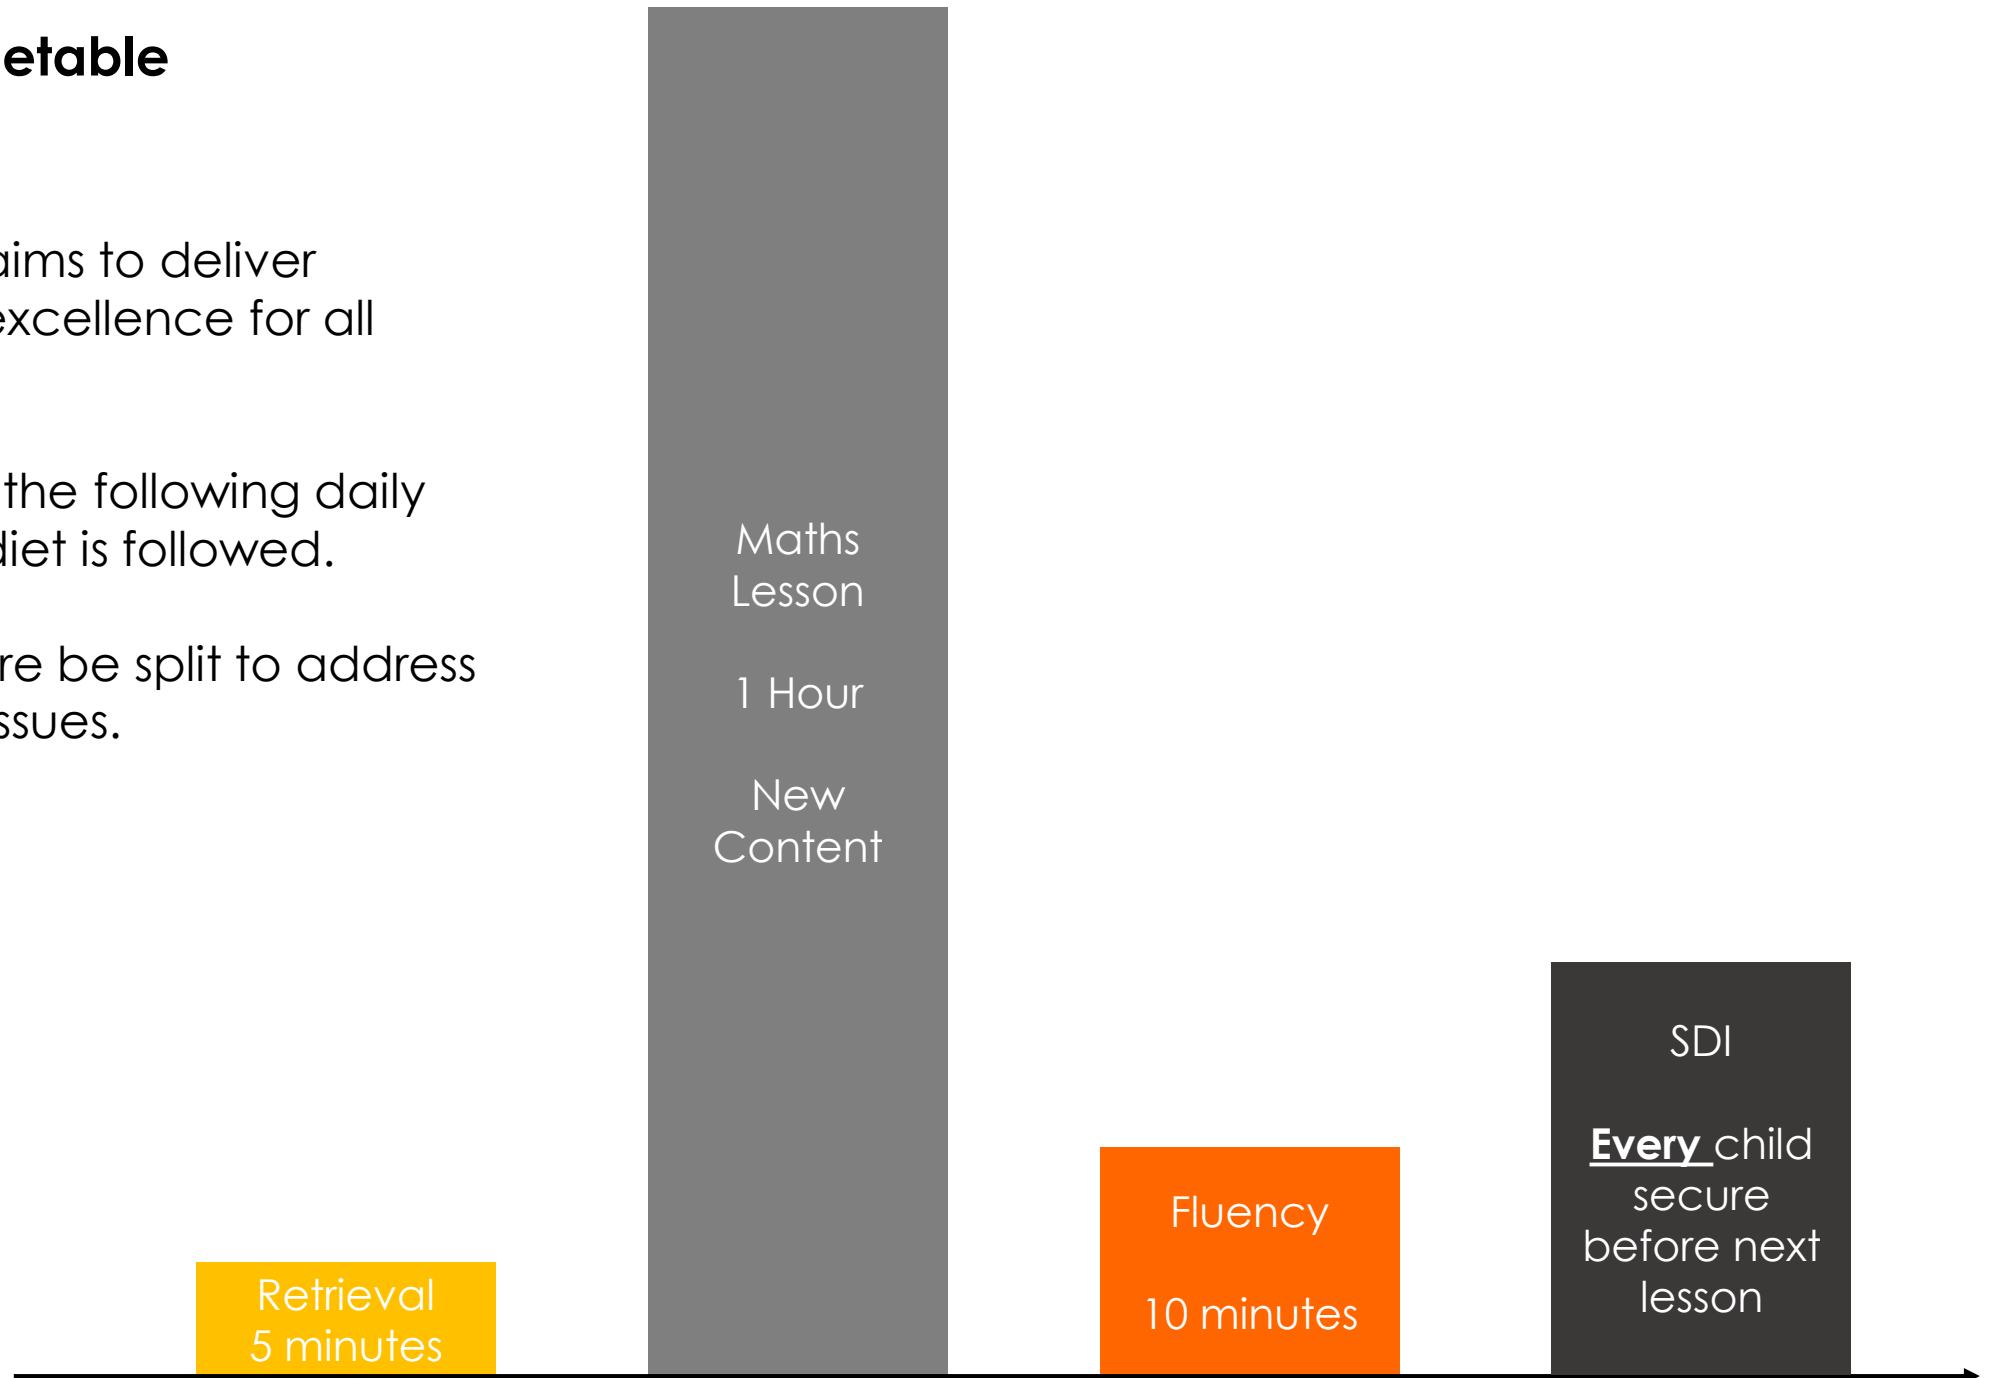 etable
aims to deliver
excellence for all
the following daily
diet is followed.
re be split to address
ssues.
Maths
Lesson
1 Hour
New
Content
Retrieval
5 minutes
Fluency
10 minutes
SDI
Every child
secure
before next
lesson